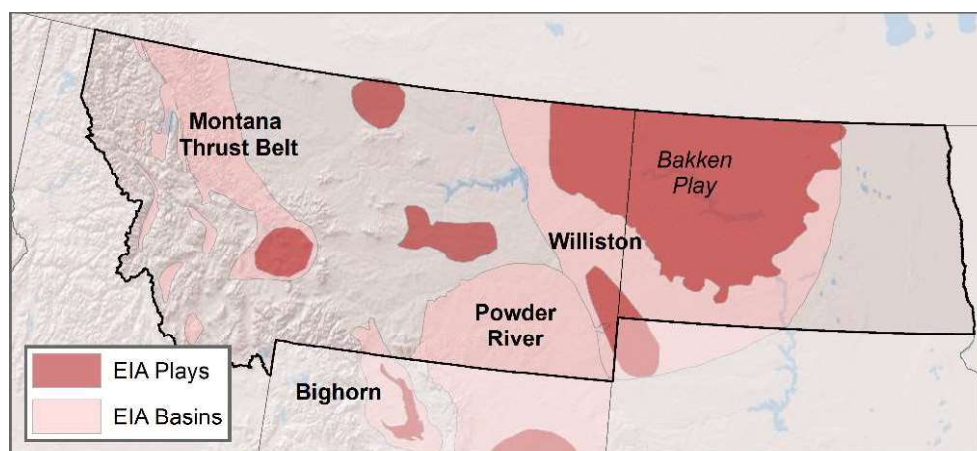 Montana
Thrust Belt
Bakken
Play
Williston
Powder
River
Bighorn
EIA Plays
EIA Basins